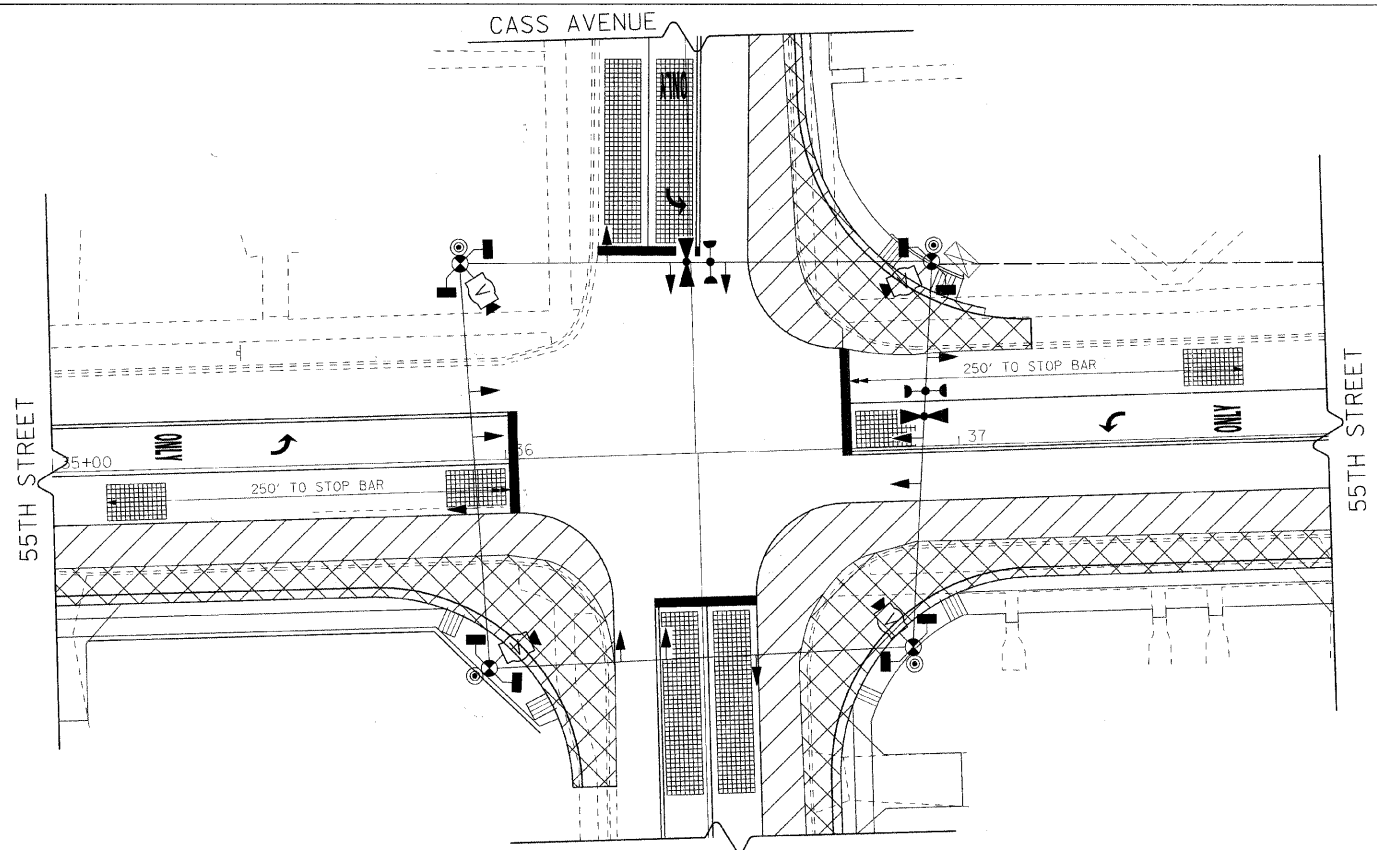 CASS AVENUE
ONLY
250' TO STOP BAR
55TH STREET
55TH STREET
ONLY
ONLY
37
36
35+00
250' TO STOP BAR
V
V
V
V